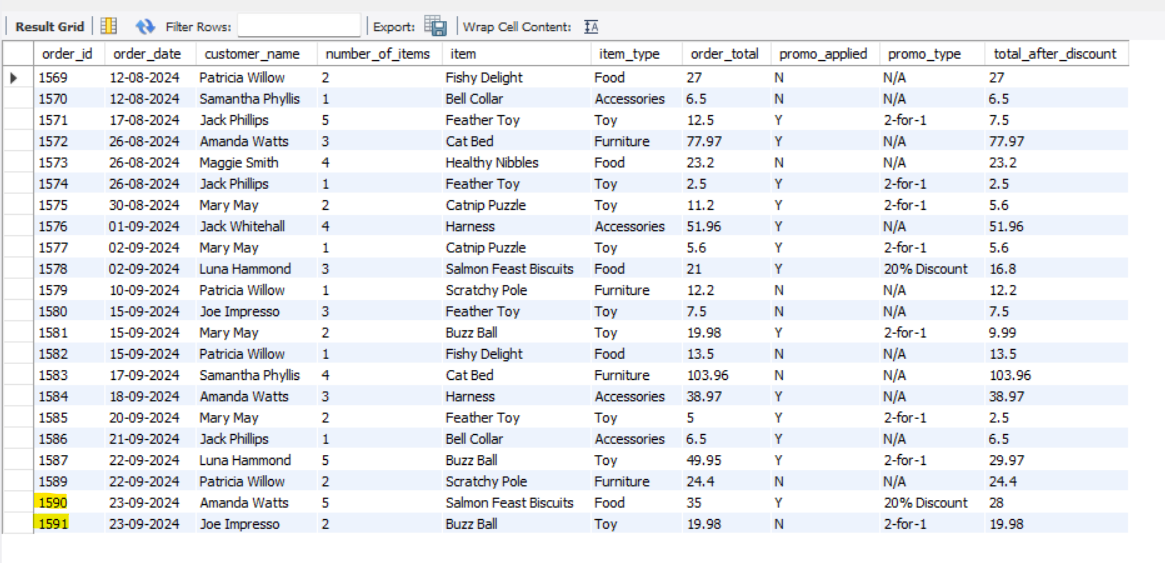 Result Grid Filter Rows: Export: Wrap Cell Content: IA
order_id order_date customer_name number_of_items item item_type order_total promo_applied promo_type total_after_discount
1569 12-08-2024 Patricia Willow 2 Fishy Delight Food 27 N N/A 27
1570 12-08-2024 Samantha Phyllis 1 Bell Collar Accessories 6.5 N N/A 6.5
1571 17-08-2024 Jack Phillips 5 Feather Toy Toy 12.5 Y 2-for-1 7.5
1572 26-08-2024 Amanda Watts 3 Cat Bed Furniture 77.97 Y N/A 77.97
1573 26-08-2024 Maggie Smith 4 Healthy Nibbles Food 23.2 N N/A 23.2
1574 26-08-2024 Jack Phillips 1 Feather Toy Toy 2.5 Y 2-for-1 2.5
1575 30-08-2024 Mary May 2 Catnip Puzzle Toy 11.2 Y 2-for-1 5.6
1576 01-09-2024 Jack Whitehall 4 Harness Accessories 51.96 Y N/A 51.96
1577 02-09-2024 Mary May 1 Catnip Puzzle Toy 5.6 Y 2-for-1 5.6
1578 02-09-2024 Luna Hammond 3 Salmon Feast Biscuits Food 21 Y 20% Discount 16.8
1579 10-09-2024 Patricia Willow 1 Scratchy Pole Furniture 12.2 N N/A 12.2
1580 15-09-2024 Joe Impresso 3 Feather Toy Toy 7.5 N N/A 7.5
1581 15-09-2024 Mary May 2 Buzz Ball Toy 19.98 Y 2-for-1 9.99
1582 15-09-2024 Patricia Willow 1 Fishy Delight Food 13.5 N N/A 13.5
1583 17-09-2024 Samantha Phyllis 4 Cat Bed Furniture 103.96 N N/A 103.96
1584 18-09-2024 Amanda Watts 3 Harness Accessories 38.97 Y N/A 38.97
1585 20-09-2024 Mary May 2 Feather Toy Toy 5 Y 2-for-1 2.5
1586 21-09-2024 Jack Phillips 1 Bell Collar Accessories 6.5 Y N/A 6.5
1587 22-09-2024 Luna Hammond 5 Buzz Ball Toy 49.95 Y 2-for-1 29.97
1589 22-09-2024 Patricia Willow 2 Scratchy Pole Furniture 24.4 N N/A 24.4
1590 23-09-2024 Amanda Watts 5 Salmon Feast Biscuits Food 35 Y 20% Discount 28
1591 23-09-2024 Joe Impresso 2 Buzz Ball Toy 19.98 N 2-for-1 19.98